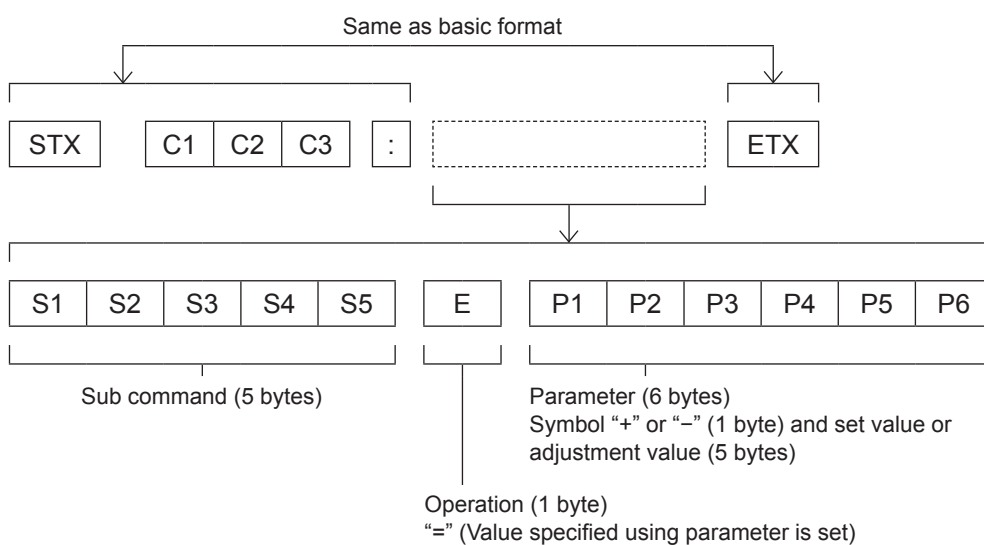 Same as basic format
STX C1 C2 C3 : ETX
S1 S2 S3 S4 S5 E P1 P2 P3 P4 P5 P6
Sub command (5 bytes)
Parameter (6 bytes)
Symbol “+” or “−” (1 byte) and set value or
adjustment value (5 bytes)
Operation (1 byte)
“=” (Value specified using parameter is set)